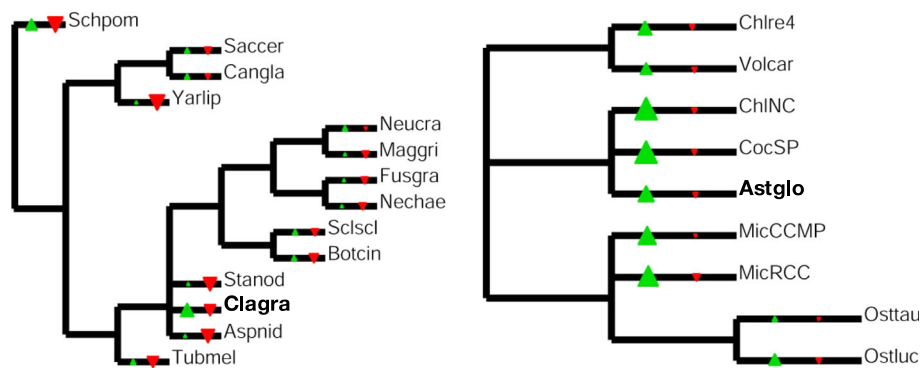 Schpom
Saccer
Cangla
Yarlip
Neucra
Maggri
Fusgra
Nechae
Sclscl
Botcin
Stanod
Clagra
Aspnid
Tubmel
Chlre4
Volcar
ChlNC
CocSP
Astglo
MicCCMP
MicRCC
Osttau
Ostluc